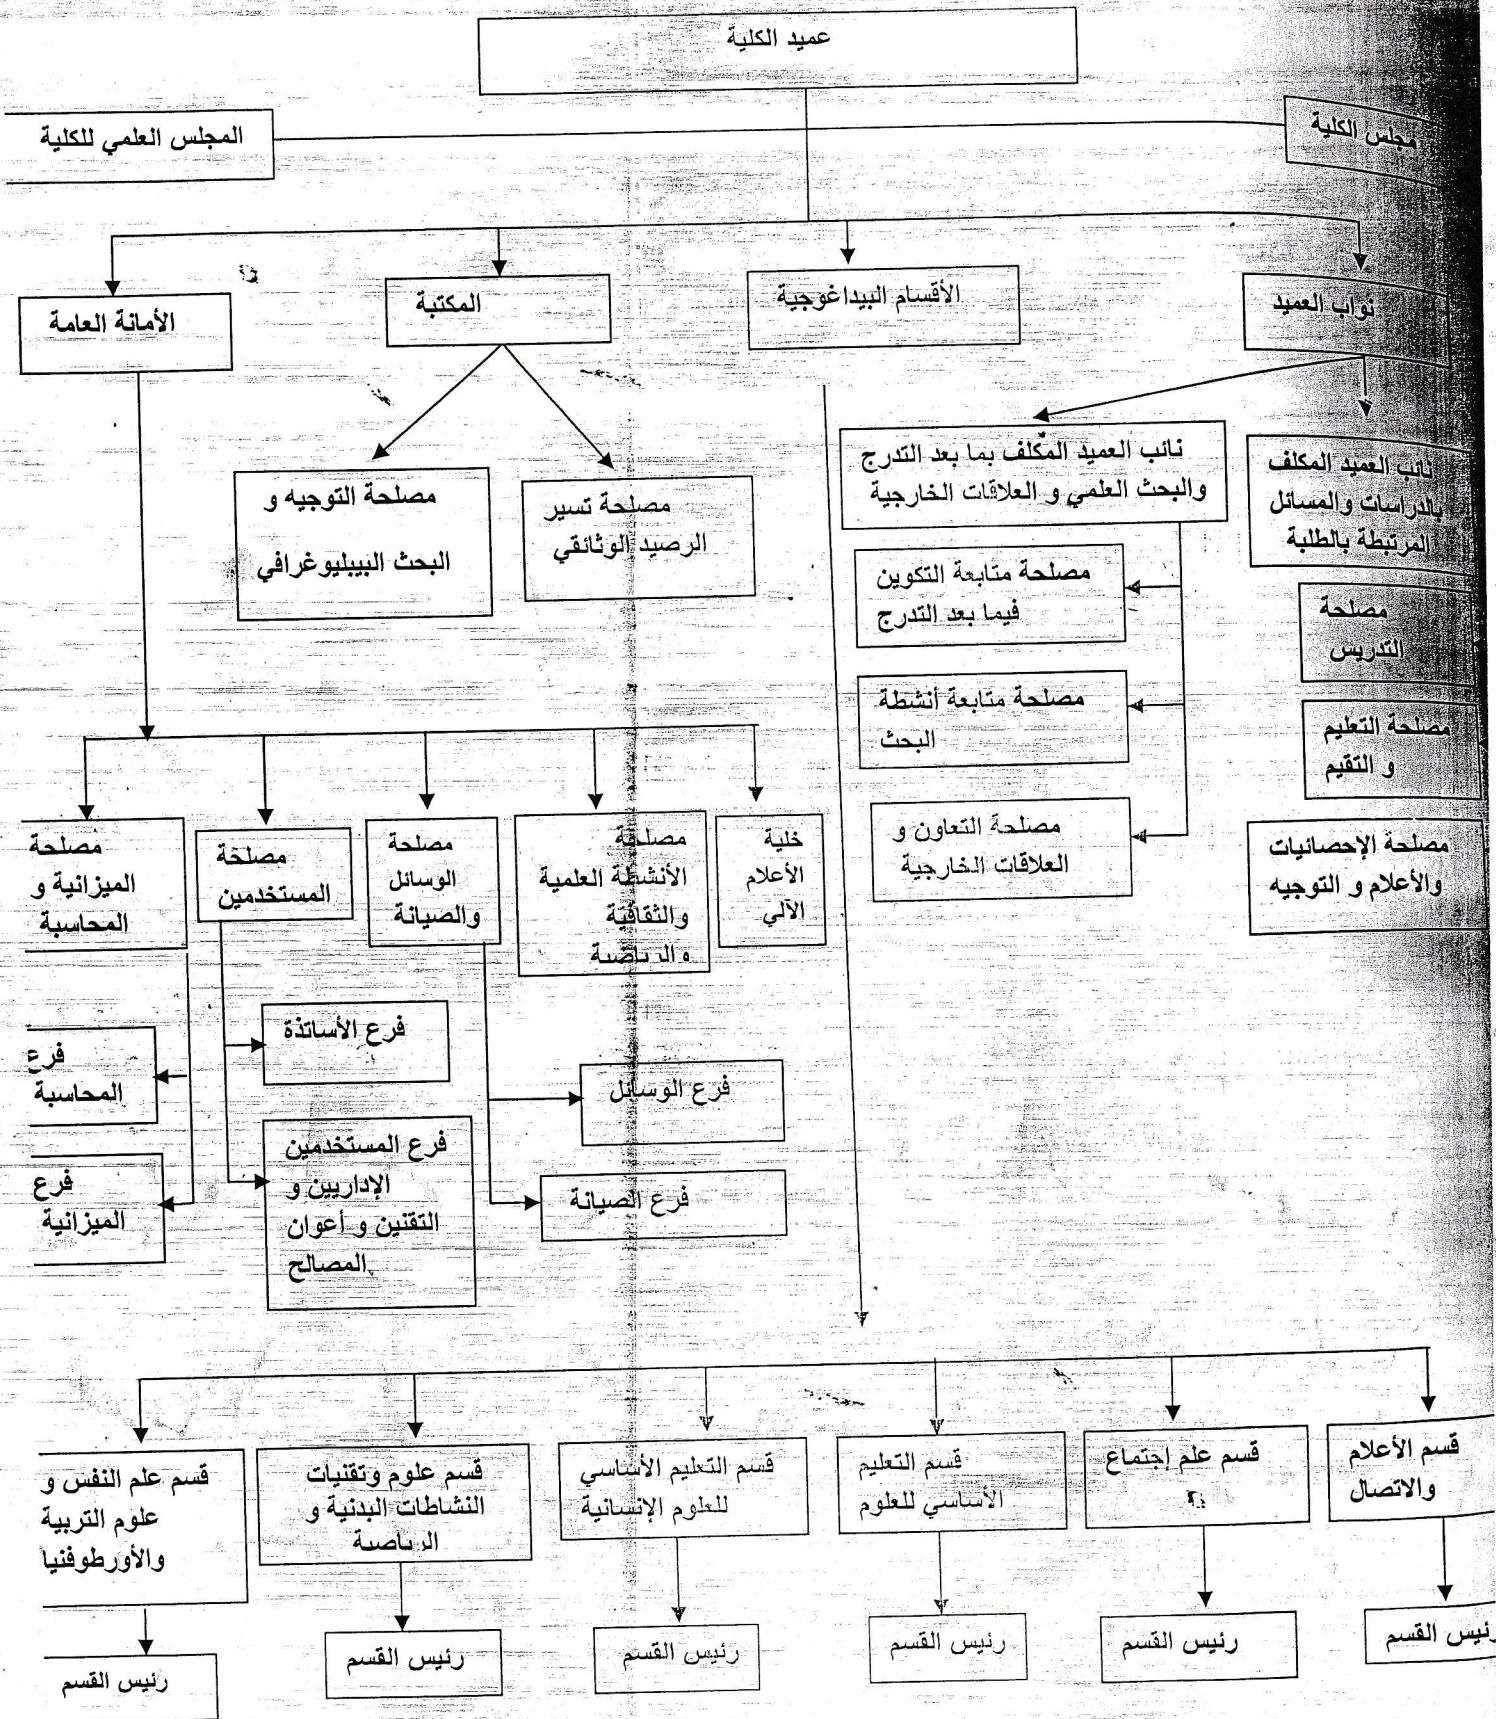 عميد الكلية
مجلس الكلية
المجلس العلمي للكلية
نواب العميد
الأقسام البيداغوجية
المكتبة
الأمانة العامة
نائب العميد المكلف
بالدراسات والمسائل
المرتبطة بالطلبة
نائب العميد المكلف بما بعد التدرج
والبحث العلمي و العلاقات الخارجية
مصلحة تسير
الرصيد الوثائقي
مصلحة التوجيه و
البحث البيبليوغرافي
مصلحة
التدريس
مصلحة التعليم
و التقيم
مصلحة الإحصائيات
والأعلام و التوجيه
مصلحة متابعة التكوين
فيما بعد التدرج
مصلحة متابعة أنشطة
البحث
مصلحة التعاون و
العلاقات الخارجية
خلية
الأعلام
الآلي
مصلحة
الأنشطة العلمية
والثقافية
والرياضية
مصلحة
الوسائل
والصيانة
مصلحة
المستخدمين
مصلحة
الميزانية و
المحاسبة
فرع الوسائل
فرع الصيانة
فرع الأساتذة
فرع المستخدمين
الإداريين و
التقنين و أعوان
المصالح
فرع
المحاسبة
فرع
الميزانية
قسم الأعلام
والاتصال
قسم علم إجتماع
قسم التعليم
الأساسي للعلوم
قسم التعليم الأساسي
للعلوم الإنسانية
قسم علوم وتقنيات
النشاطات البدنية و
الرياضية
قسم علم النفس و
علوم التربية
والأورطوفنيا
رئيس القسم
رئيس القسم
رئيس القسم
رئيس القسم
رئيس القسم
رئيس القسم